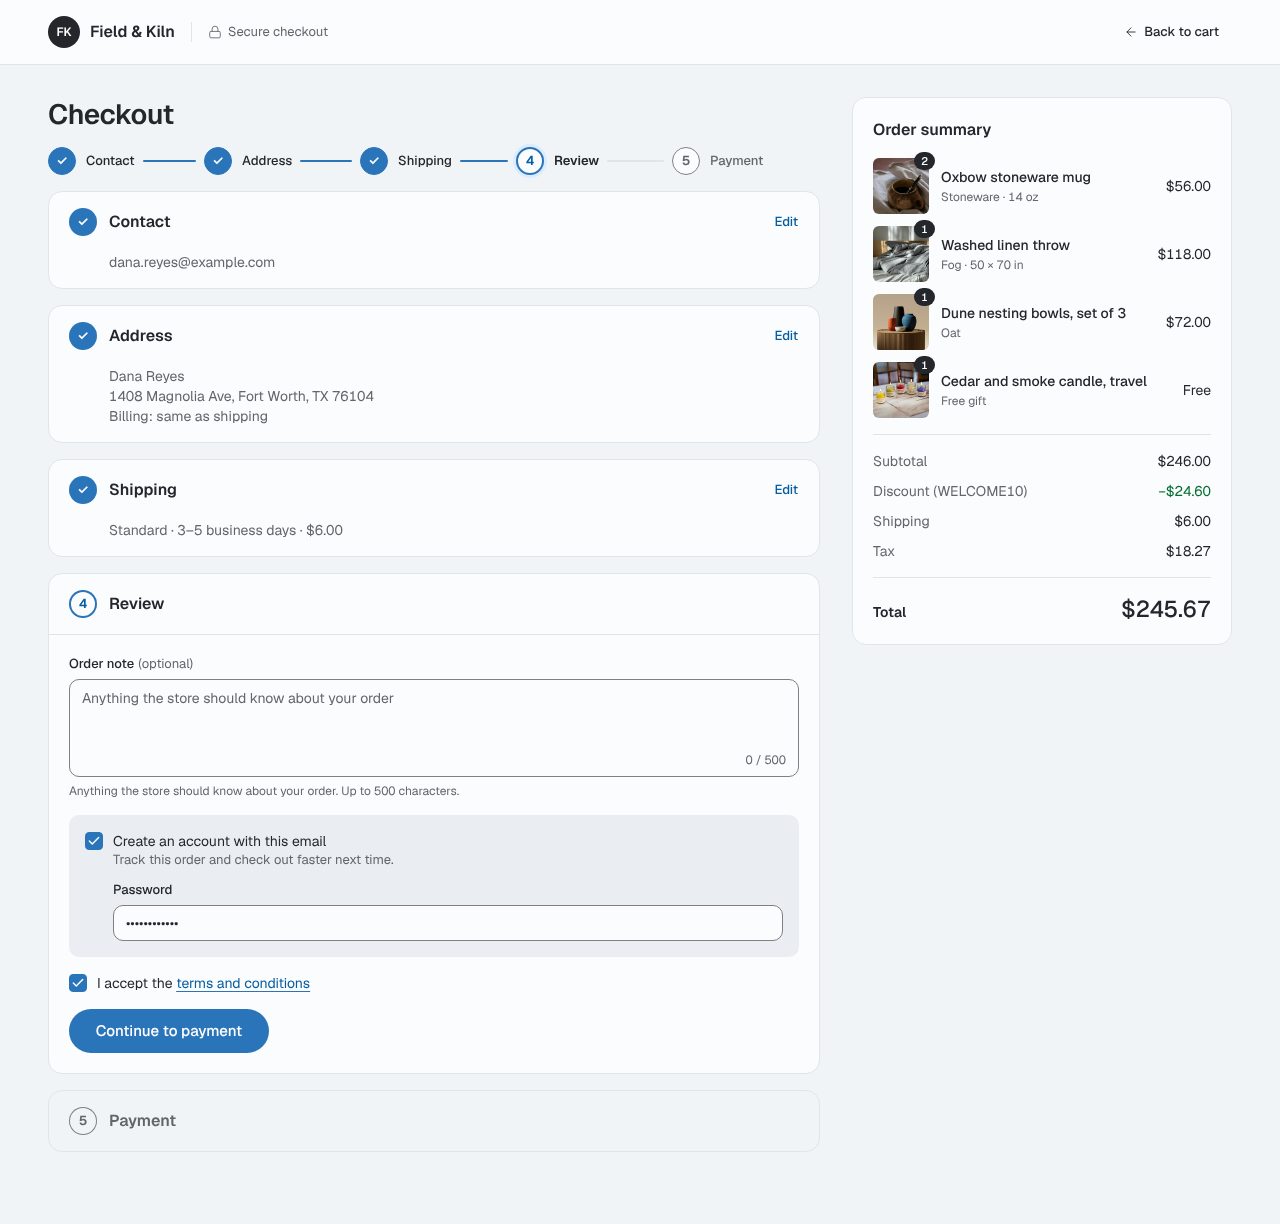 FK
Field & Kiln
Secure checkout
← Back to cart
Checkout
Contact
Address
Shipping
4 Review
5 Payment
Contact
Edit
dana.reyes@example.com
Address
Edit
Dana Reyes
1408 Magnolia Ave, Fort Worth, TX 76104
Billing: same as shipping
Shipping
Edit
Standard · 3–5 business days · $6.00
4 Review
Order note (optional)
Anything the store should know about your order
0 / 500
Anything the store should know about your order. Up to 500 characters.
Create an account with this email
Track this order and check out faster next time.
Password
••••••••••••
I accept the terms and conditions
Continue to payment
5 Payment
Order summary
2
Oxbow stoneware mug
Stoneware · 14 oz
$56.00
1
Washed linen throw
Fog · 50 × 70 in
$118.00
1
Dune nesting bowls, set of 3
Oat
$72.00
1
Cedar and smoke candle, travel
Free gift
Free
Subtotal $246.00
Discount (WELCOME10) −$24.60
Shipping $6.00
Tax $18.27
Total $245.67